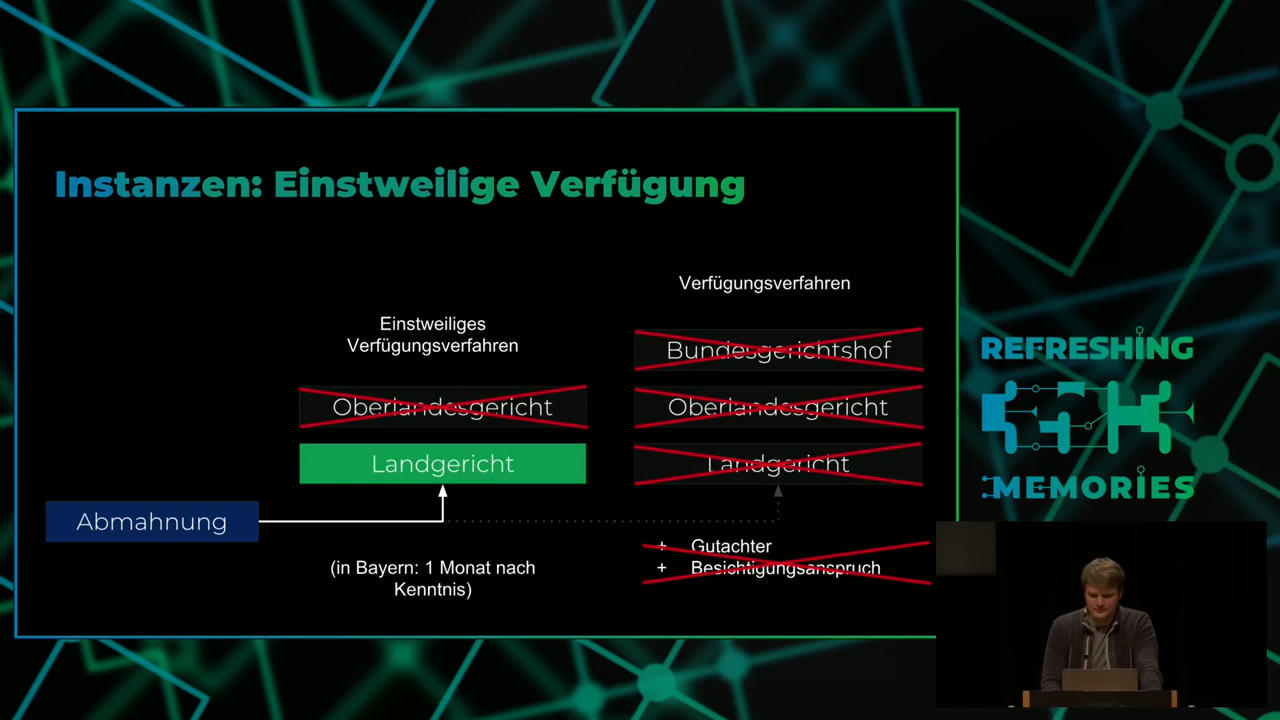 Instanzen: Einstweilige Verfügung
Verfügungsverfahren
Einstweiliges
Verfügungsverfahren
Bundesgerichtshof
Oberlandesgericht
Oberlandesgericht
Landgericht
Landgericht
Abmahnung
(in Bayern: 1 Monat nach
Kenntnis)
+ Gutachter
+ Besichtigungsanspruch
REFRESHING
MEMORIES